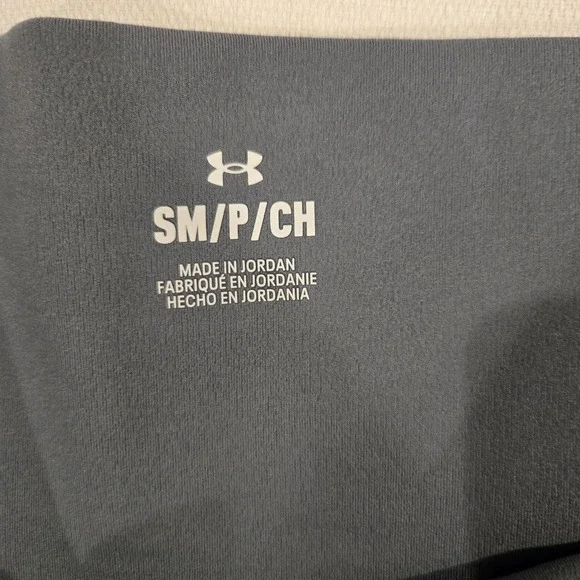 SM/P/CH
MADE IN JORDAN
FABRIQUÉ EN JORDANIE
HECHO EN JORDANIA